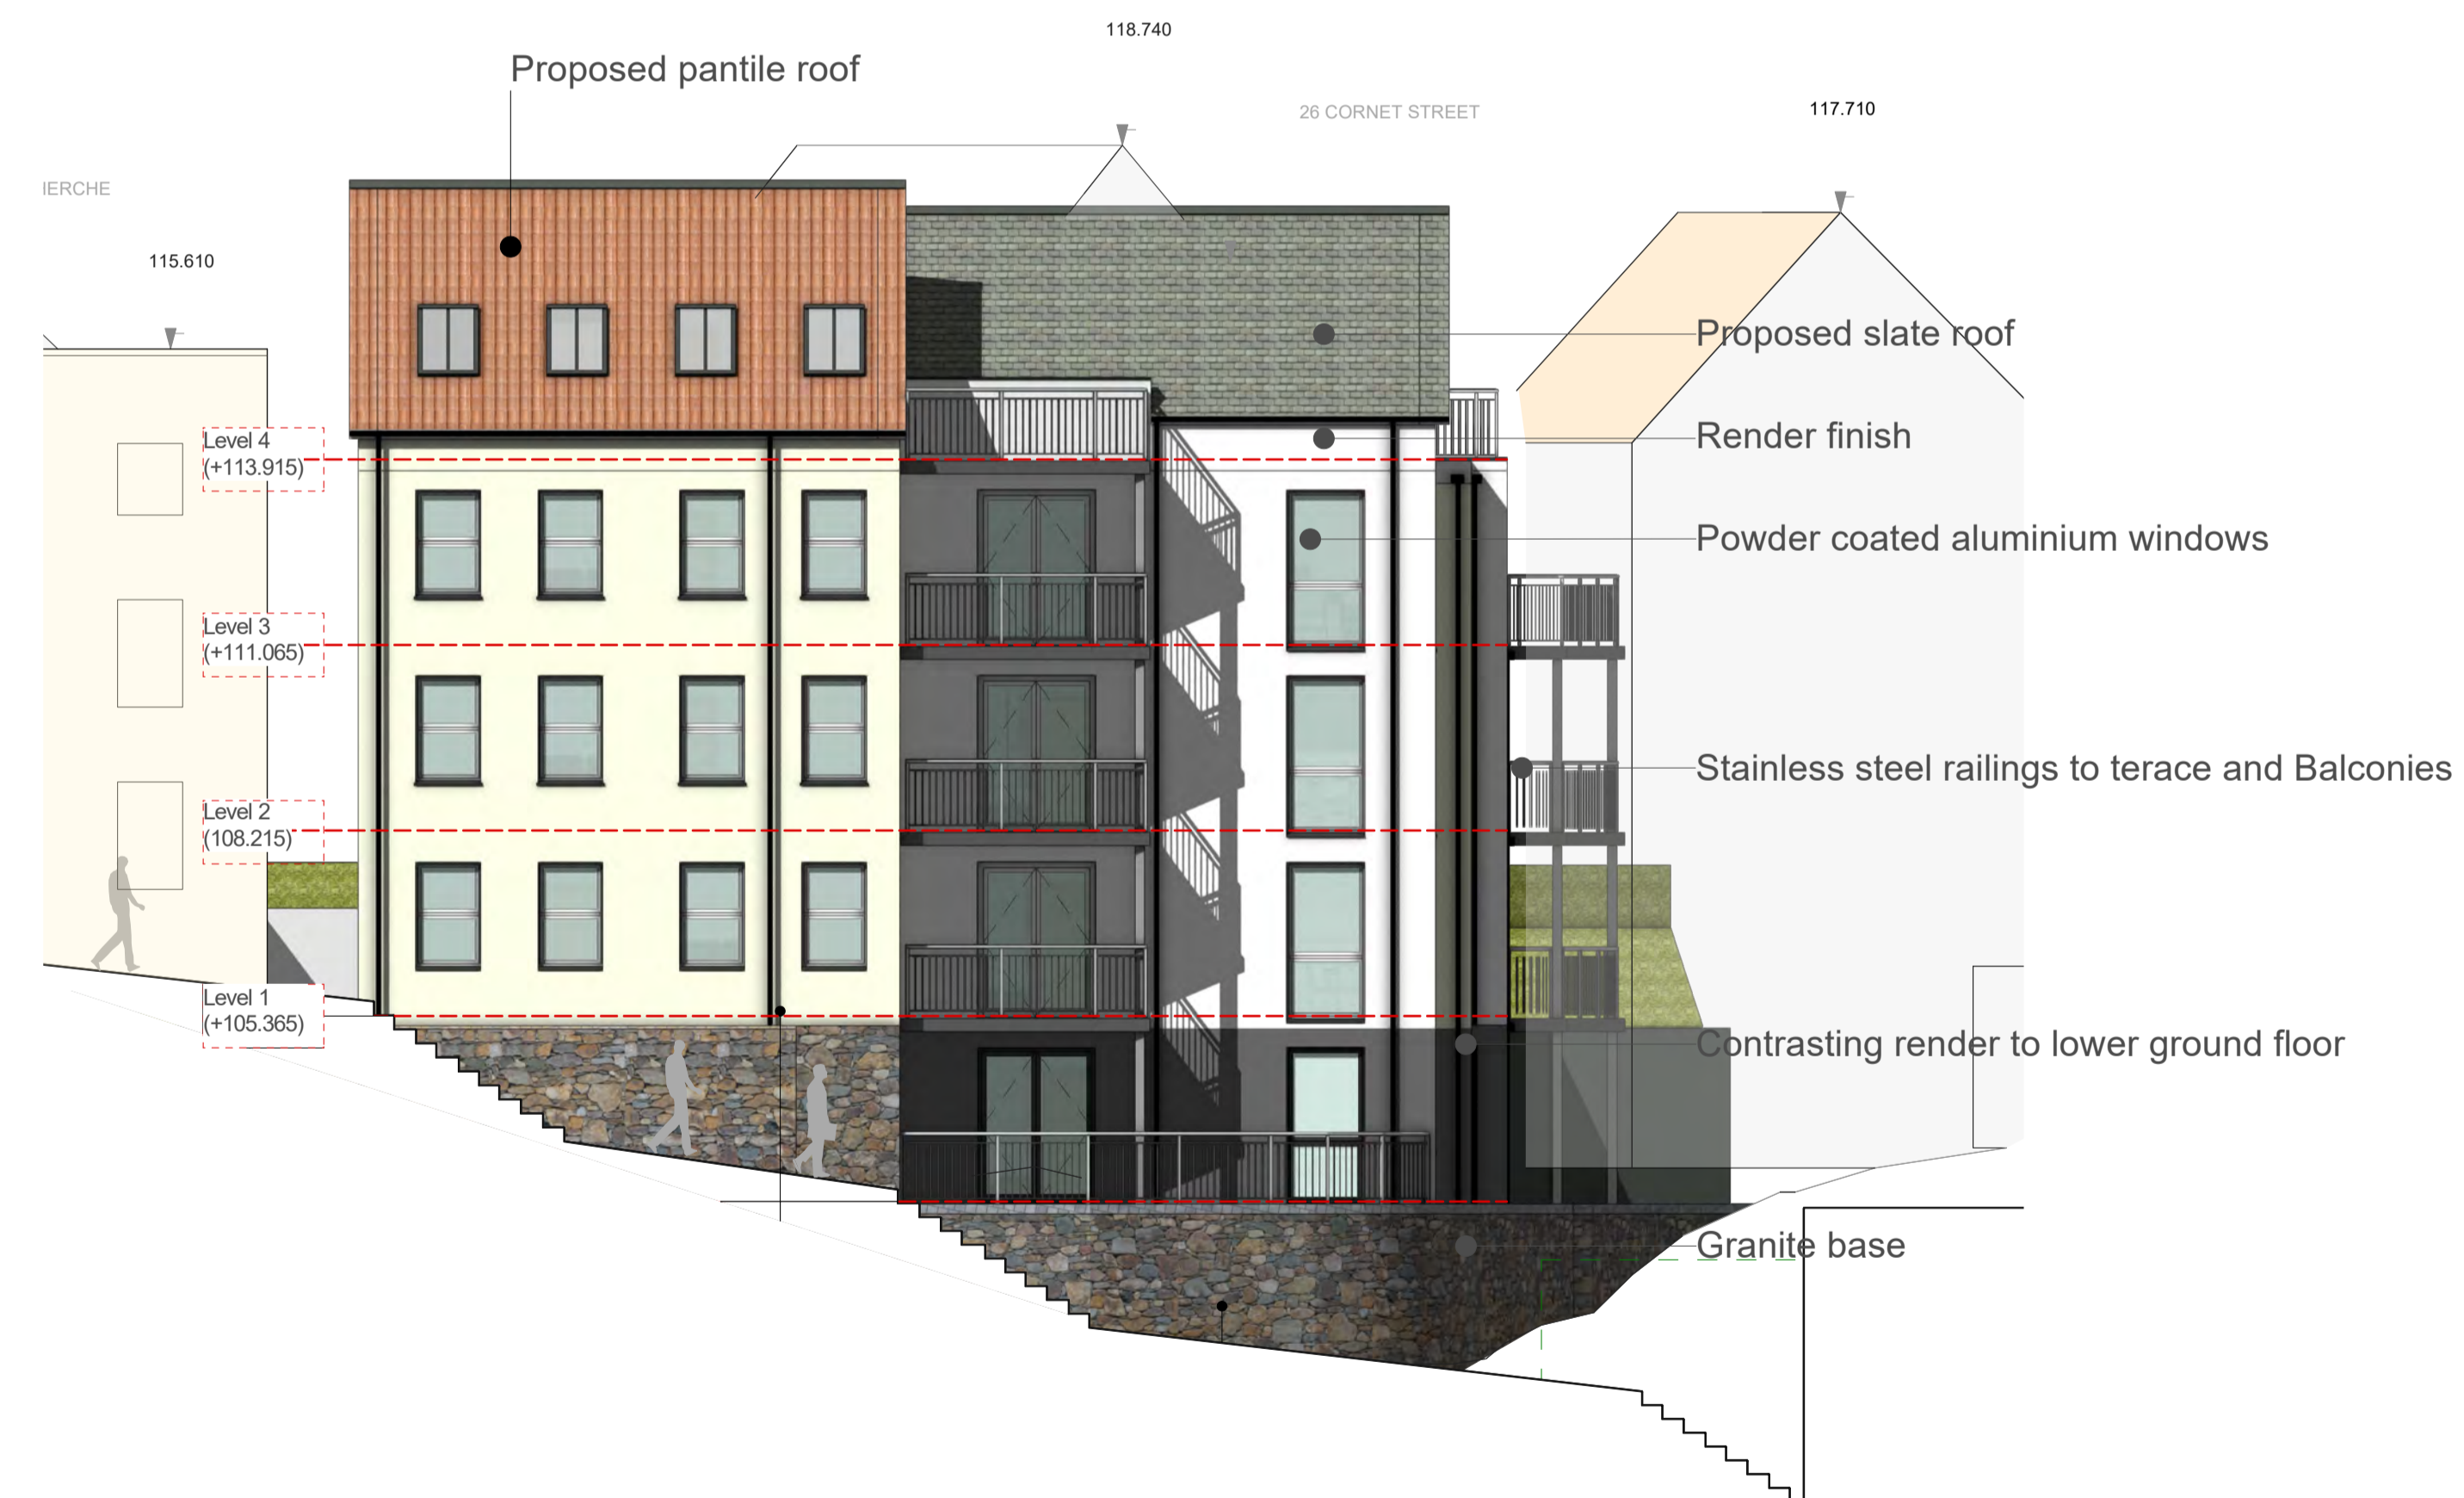 118.740
Proposed pantile roof
26 CORNET STREET
117.710
IERCHE
115.610
Proposed slate roof
Render finish
Level 4
(+113.915)
Powder coated aluminium windows
Level 3
(+111.065)
Stainless steel railings to terace and Balconies
Level 2
(108.215)
Level 1
(+105.365)
Contrasting render to lower ground floor
Granite base